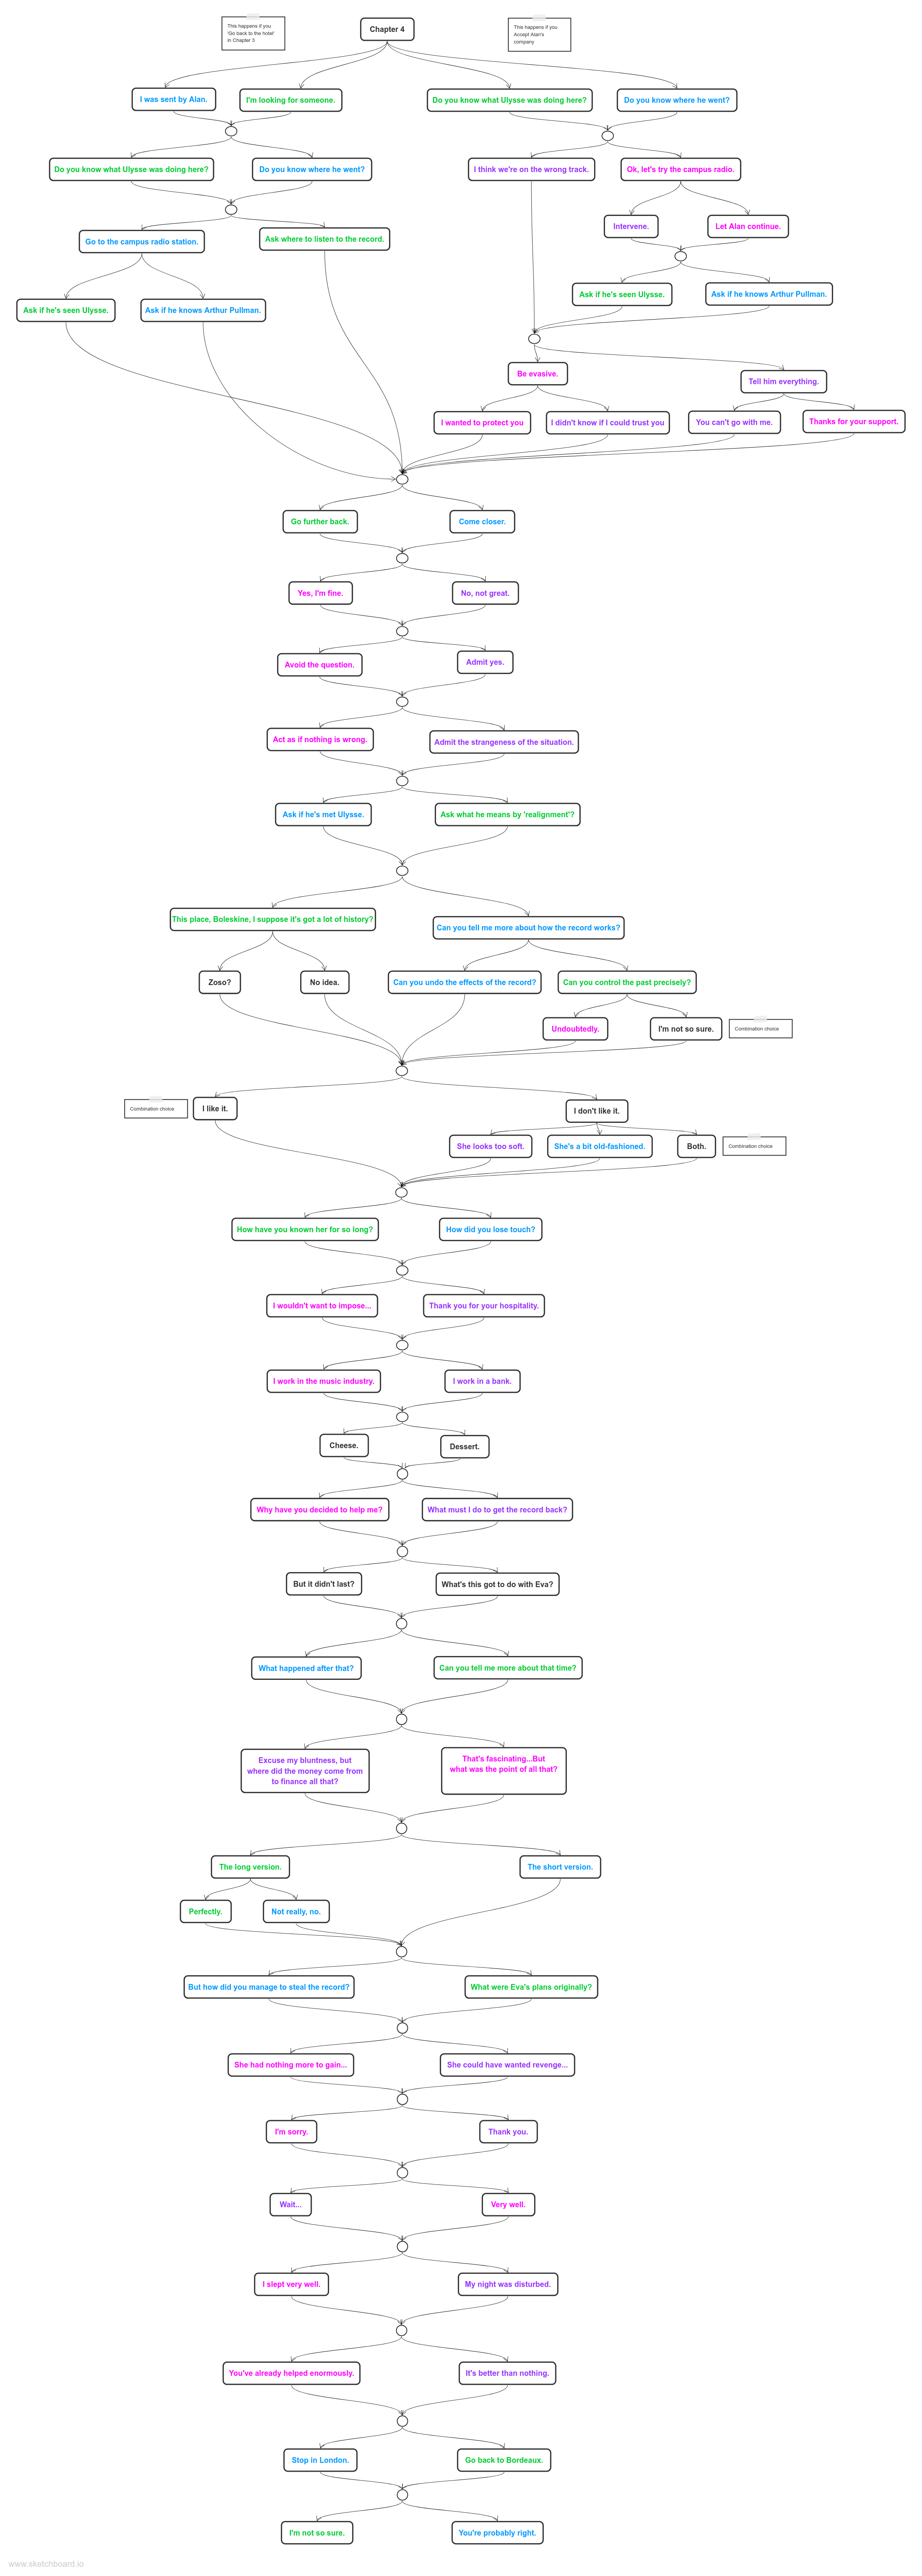 This happens if you
'Go back to the hotel'
in Chapter 3
Chapter 4
This happens if you
Accept Alan's
company
I was sent by Alan.
I'm looking for someone.
Do you know what Ulysse was doing here?
Do you know where he went?
Do you know what Ulysse was doing here?
Do you know where he went?
I think we're on the wrong track.
Ok, let's try the campus radio.
Intervene.
Let Alan continue.
Go to the campus radio station.
Ask where to listen to the record.
Ask if he's seen Ulysse.
Ask if he knows Arthur Pullman.
Ask if he's seen Ulysse.
Ask if he knows Arthur Pullman.
Be evasive.
Tell him everything.
I wanted to protect you
I didn't know if I could trust you
You can't go with me.
Thanks for your support.
Go further back.
Come closer.
Yes, I'm fine.
No, not great.
Avoid the question.
Admit yes.
Act as if nothing is wrong.
Admit the strangeness of the situation.
Ask if he's met Ulysse.
Ask what he means by 'realignment'?
This place, Boleskine, I suppose it's got a lot of history?
Can you tell me more about how the record works?
Zoso?
No idea.
Can you undo the effects of the record?
Can you control the past precisely?
Undoubtedly.
I'm not so sure.
Combination choice
Combination choice
I like it.
I don't like it.
She looks too soft.
She's a bit old-fashioned.
Both.
Combination choice
How have you known her for so long?
How did you lose touch?
I wouldn't want to impose...
Thank you for your hospitality.
I work in the music industry.
I work in a bank.
Cheese.
Dessert.
Why have you decided to help me?
What must I do to get the record back?
But it didn't last?
What's this got to do with Eva?
What happened after that?
Can you tell me more about that time?
Excuse my bluntness, but
where did the money come from
to finance all that?
That's fascinating...But
what was the point of all that?
The long version.
The short version.
Perfectly.
Not really, no.
But how did you manage to steal the record?
What were Eva's plans originally?
She had nothing more to gain...
She could have wanted revenge...
I'm sorry.
Thank you.
Wait...
Very well.
I slept very well.
My night was disturbed.
You've already helped enormously.
It's better than nothing.
Stop in London.
Go back to Bordeaux.
I'm not so sure.
You're probably right.
www.sketchboard.io